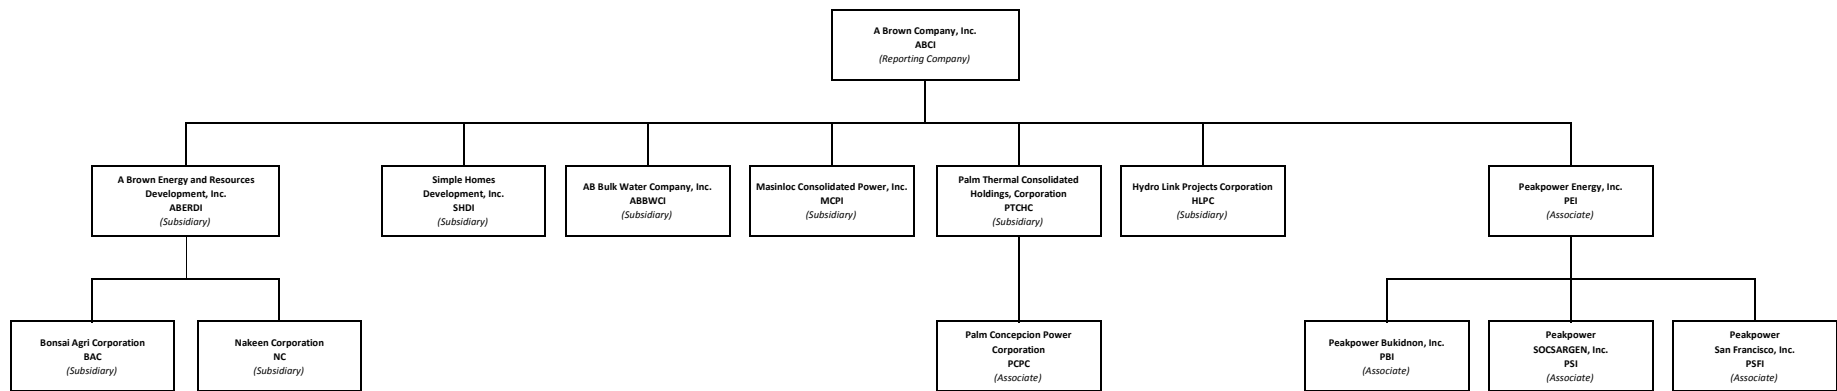 A Brown Company, Inc.
ABCI
(Reporting Company)
A Brown Energy and Resources
Development, Inc.
ABERDI
(Subsidiary)
Simple Homes
Development, Inc.
SHDI
(Subsidiary)
AB Bulk Water Company, Inc.
ABBWCI
(Subsidiary)
Masinloc Consolidated Power, Inc.
MCPI
(Subsidiary)
Palm Thermal Consolidated
Holdings, Corporation
PTCHC
(Subsidiary)
Hydro Link Projects Corporation
HLPC
(Subsidiary)
Peakpower Energy, Inc.
PEI
(Associate)
Bonsai Agri Corporation
BAC
(Subsidiary)
Nakeen Corporation
NC
(Subsidiary)
Palm Concepcion Power
Corporation
PCPC
(Associate)
Peakpower Bukidnon, Inc.
PBI
(Associate)
Peakpower
SOCSARGEN, Inc.
PSI
(Associate)
Peakpower
San Francisco, Inc.
PSFI
(Associate)